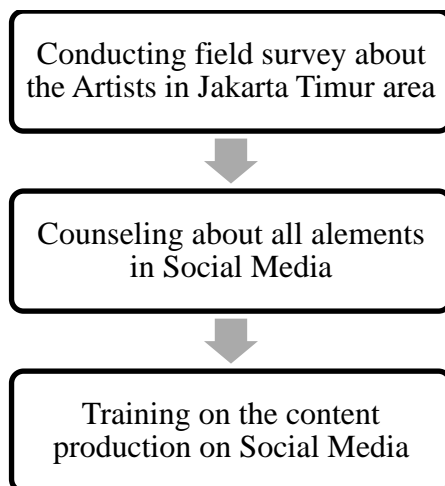 Conducting field survey about
the Artists in Jakarta Timur area
Counseling about all alements
in Social Media
Training on the content
production on Social Media